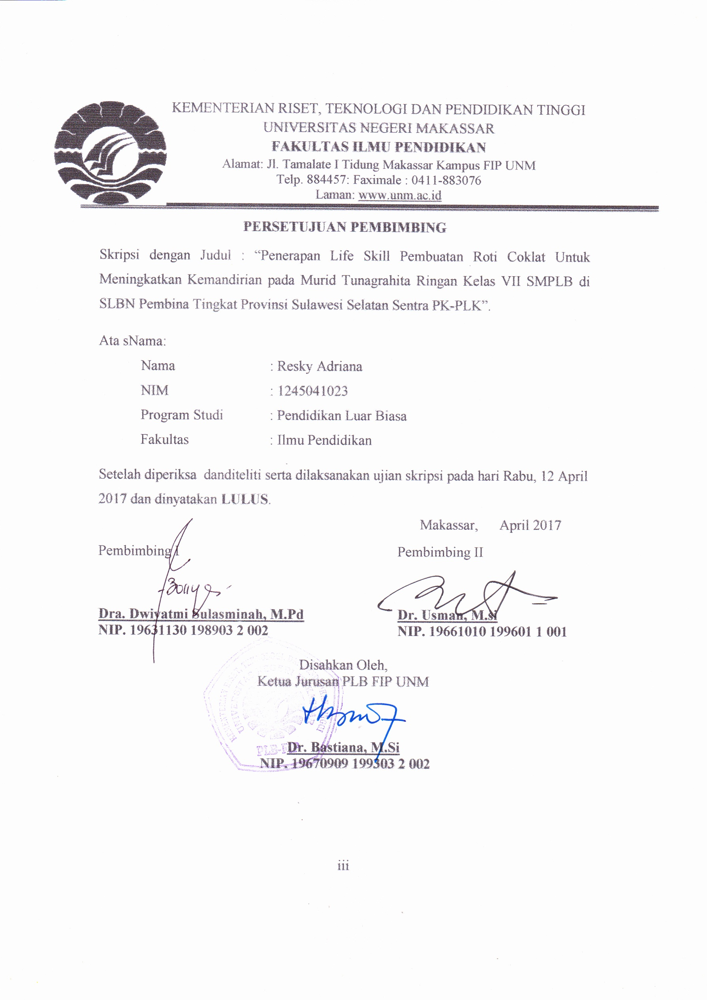 KEMENTERIAN RISET, TEKNOLOGI DAN PENDIDIKAN TINGGI
UNIVERSITAS NEGERI MAKASSAR
FAKULTAS ILMU PENDIDIKAN
Alamat: Jl. Tamalate I Tidung Makassar Kampus FIP UNM
Telp. 884457: Faximale : 0411-883076
Laman: www.unm.ac.id
PERSETUJUAN PEMBIMBING
Skripsi dengan Judul : “Penerapan Life Skill Pembuatan Roti Coklat Untuk
Meningkatkan Kemandirian pada Murid Tunagrahita Ringan Kelas VII SMPLB di
SLBN Pembina Tingkat Provinsi Sulawesi Selatan Sentra PK-PLK”.
Ata sNama:
Nama : Resky Adriana
NIM : 1245041023
Program Studi : Pendidikan Luar Biasa
Fakultas : Ilmu Pendidikan
Setelah diperiksa danditeliti serta dilaksanakan ujian skripsi pada hari Rabu, 12 April
2017 dan dinyatakan LULUS.
Makassar, April 2017
Pembimbing I Pembimbing II
Dra. Dwiyatmi Sulasminah, M.Pd Dr. Usman, M.si
NIP. 19631130 198903 2 002 NIP. 19661010 199601 1 001
Disahkan Oleh,
Ketua Jurusan PLB FIP UNM
Dr. Bastiana, M.Si
NIP. 19670909 199303 2 002
iii